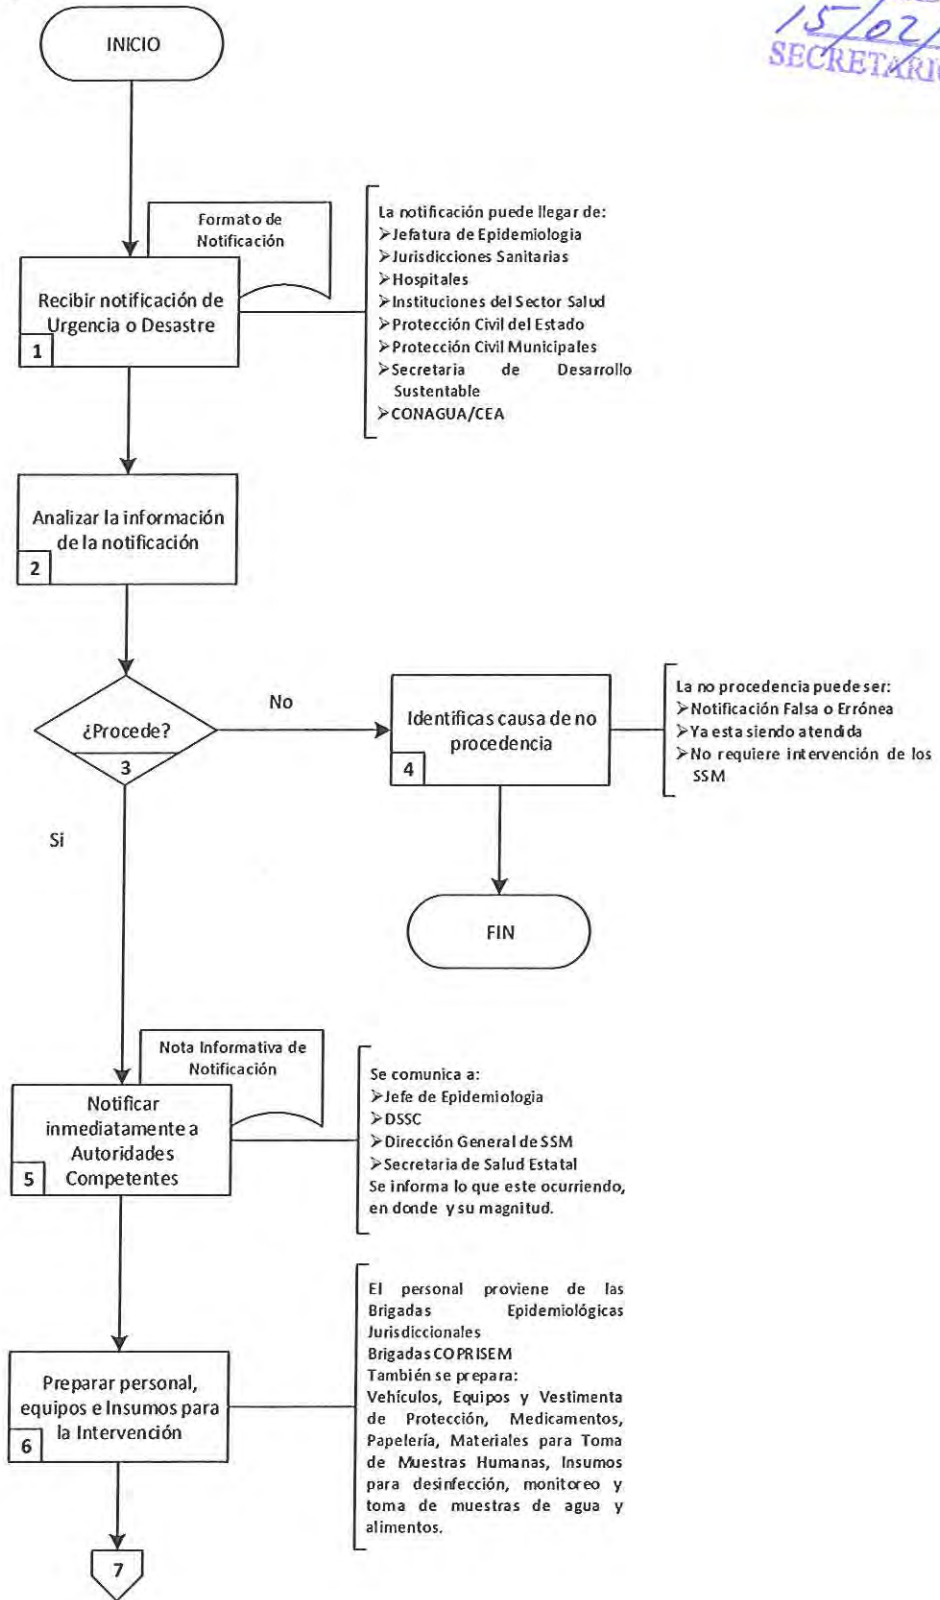 15/02/
SECRETARI
INICIO
Formato de
Notificación
La notificación puede llegar de:
➢Jefatura de Epidemiologia
➢Jurisdicciones Sanitarias
➢Hospitales
➢Instituciones del Sector Salud
➢Protección Civil del Estado
➢Protección Civil Municipales
➢Secretaria de Desarrollo
Sustentable
➢CONAGUA/CEA
Recibir notificación de
Urgencia o Desastre
1
Analizar la información
de la notificación
2
¿Procede?
3
No
Si
Identificas causa de no
procedencia
4
La no procedencia puede ser:
➢Notificación Falsa o Errónea
➢Ya esta siendo atendida
➢No requiere intervención de los
SSM
FIN
Nota Informativa de
Notificación
Notificar
inmediatamente a
Autoridades
Competentes
5
Se comunica a:
➢Jefe de Epidemiologia
➢DSSC
➢Dirección General de SSM
➢Secretaria de Salud Estatal
Se informa lo que este ocurriendo,
en donde y su magnitud.
Preparar personal,
equipos e Insumos para
la Intervención
6
El personal proviene de las
Brigadas Epidemiológicas
Jurisdiccionales
Brigadas COPRISEM
También se prepara:
Vehículos, Equipos y Vestimenta
de Protección, Medicamentos,
Papelería, Materiales para Toma
de Muestras Humanas, Insumos
para desinfección, monitoreo y
toma de muestras de agua y
alimentos.
7